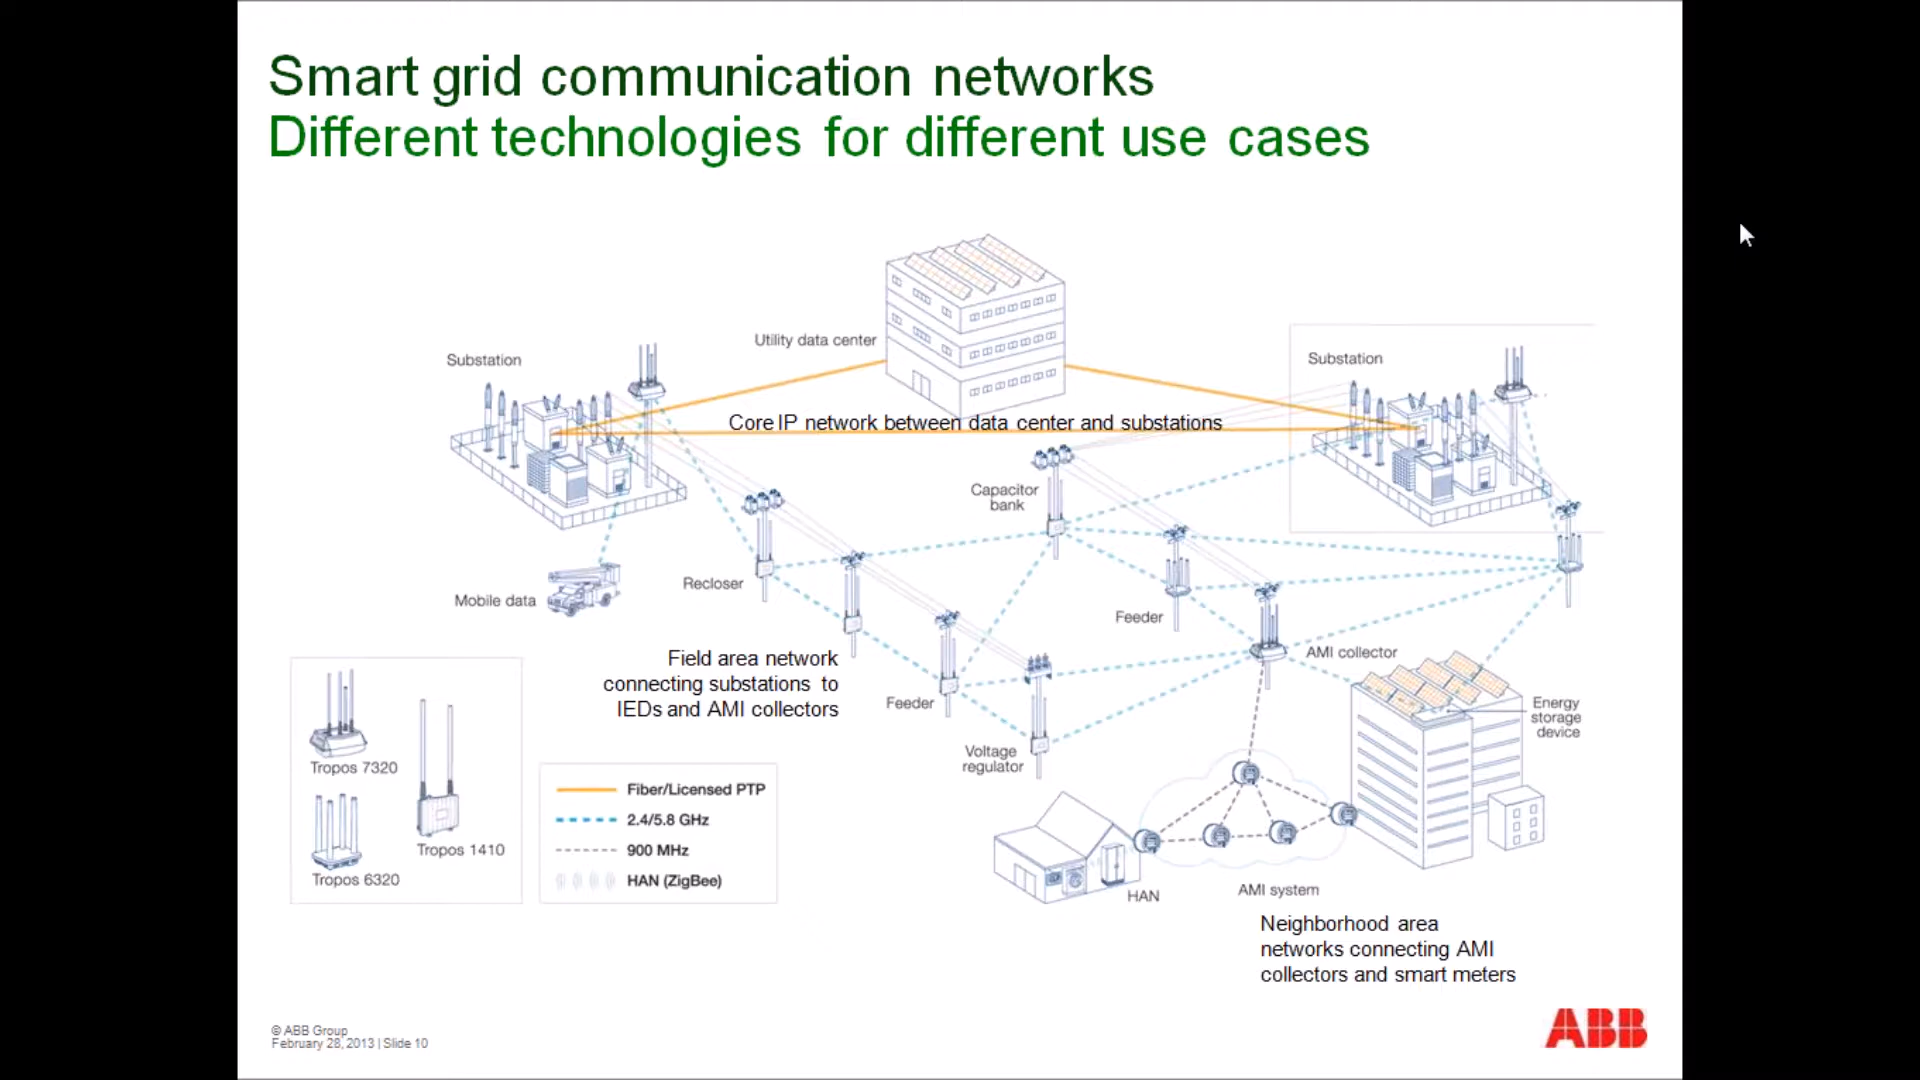 Smart grid communication networks
Different technologies for different use cases
Utility data center
Substation
Substation
Core IP network between data center and substations
Capacitor
bank
Recloser
Mobile data
Feeder
AMI collector
Field area network
connecting substations to
IEDs and AMI collectors
Feeder
Energy
storage
device
Voltage
regulator
Tropos 7320
Tropos 1410
Tropos 6320
Fiber/Licensed PTP
2.4/5.8 GHz
900 MHz
HAN (ZigBee)
HAN
AMI system
Neighborhood area
networks connecting AMI
collectors and smart meters
© ABB Group
February 28, 2013 | Slide 10
ABB